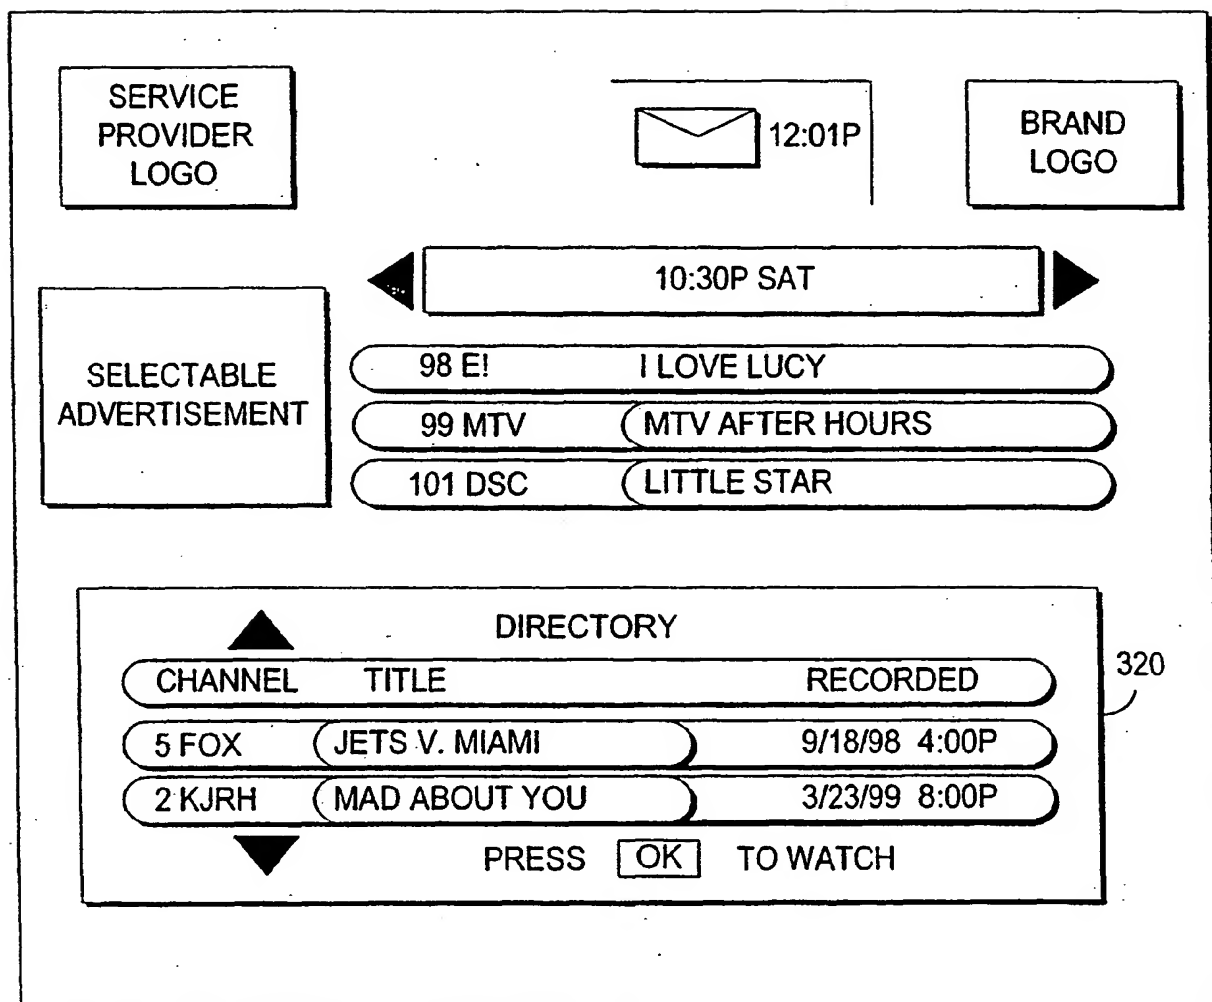 SERVICE
PROVIDER
LOGO
12:01P
BRAND
LOGO
10:30P SAT
SELECTABLE
ADVERTISEMENT
98 E! I LOVE LUCY
99 MTV MTV AFTER HOURS
101 DSC LITTLE STAR
DIRECTORY
CHANNEL TITLE RECORDED
320
5 FOX JETS V. MIAMI 9/18/98 4:00P
2 KJRH MAD ABOUT YOU 3/23/99 8:00P
PRESS OK TO WATCH